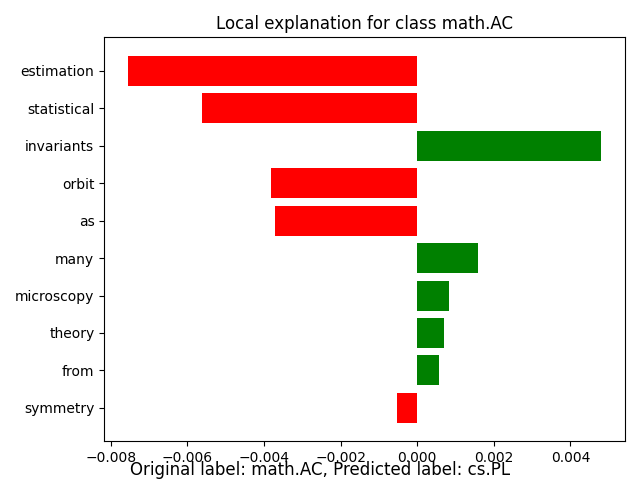 Local explanation for class math.AC
estimation
statistical
invariants
orbit
as
many
microscopy
theory
from
symmetry
−0.008 −0.006 −0.004 −0.002 0.000 0.002 0.004
Original label: math.AC, Predicted label: cs.PL